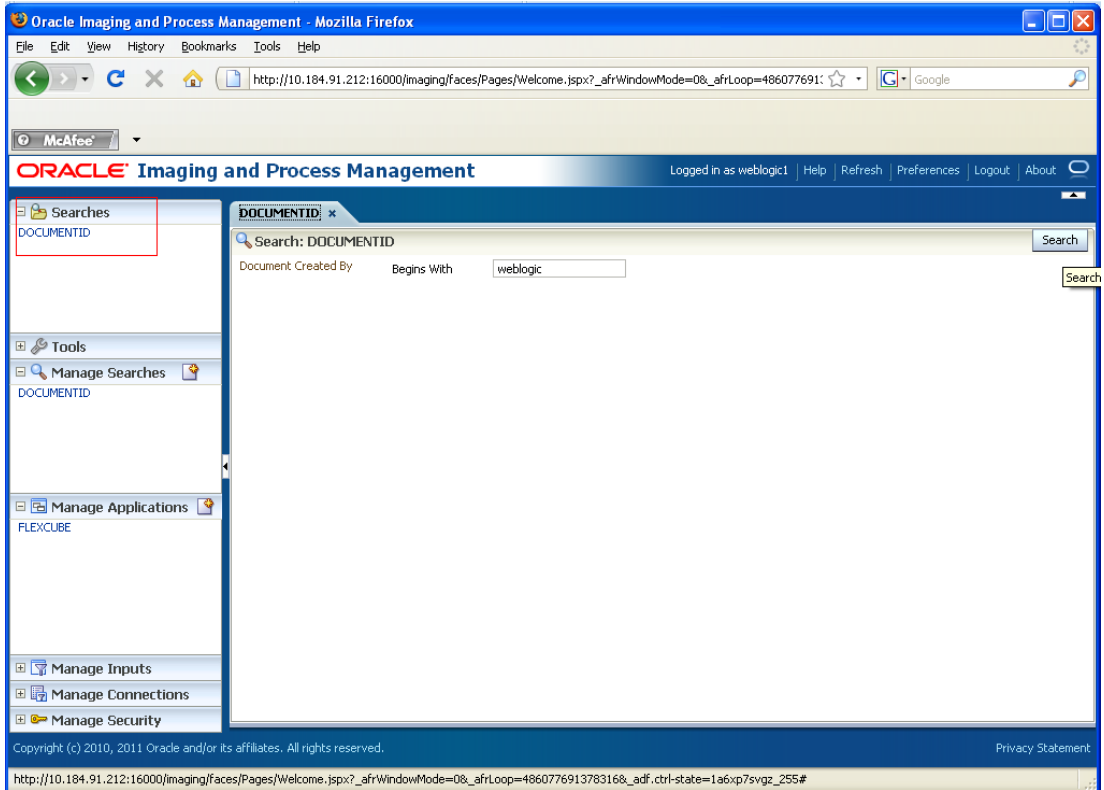 Oracle Imaging and Process Management - Mozilla Firefox
File Edit View History Bookmarks Tools Help
http://10.184.91.212:16000/imaging/faces/Pages/Welcome.jspx?_afrWindowMode=0&_afrLoop=486077691
G Google
McAfee
ORACLE Imaging and Process Management
Logged in as weblogic1 | Help | Refresh | Preferences | Logout | About
Searches
DOCUMENTID
DOCUMENTID
Search: DOCUMENTID
Search
Document Created By Begins With weblogic
Search
Tools
Manage Searches
DOCUMENTID
Manage Applications
FLEXCUBE
Manage Inputs
Manage Connections
Manage Security
Copyright (c) 2010, 2011 Oracle and/or its affiliates. All rights reserved.
Privacy Statement
http://10.184.91.212:16000/imaging/faces/Pages/Welcome.jspx?_afrWindowMode=0&_afrLoop=4860776913783168&_adf.ctrl-state=1a6xp7svgz_255#